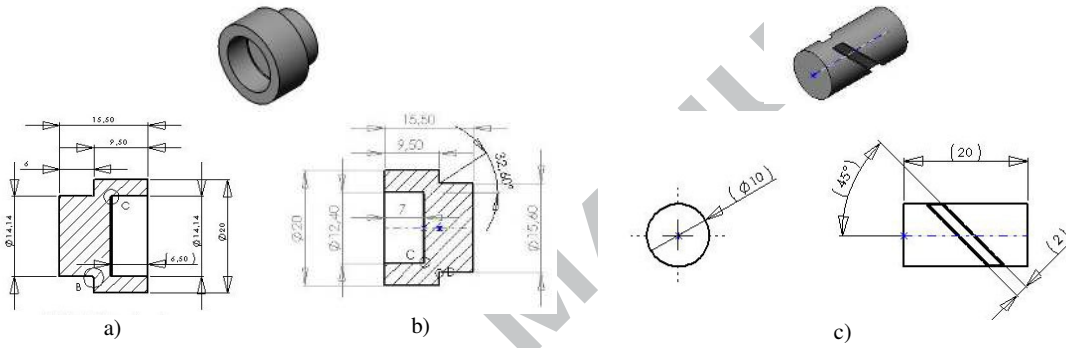 15,50
9,50
6
Ø14,14
C
B
(6,50)
Ø14,14
Ø20
a)
15,50
9,50
32,60°
Ø20
Ø12,40
7
C
Ø15,60
b)
(Ø10)
(45°)
(20)
(2)
c)